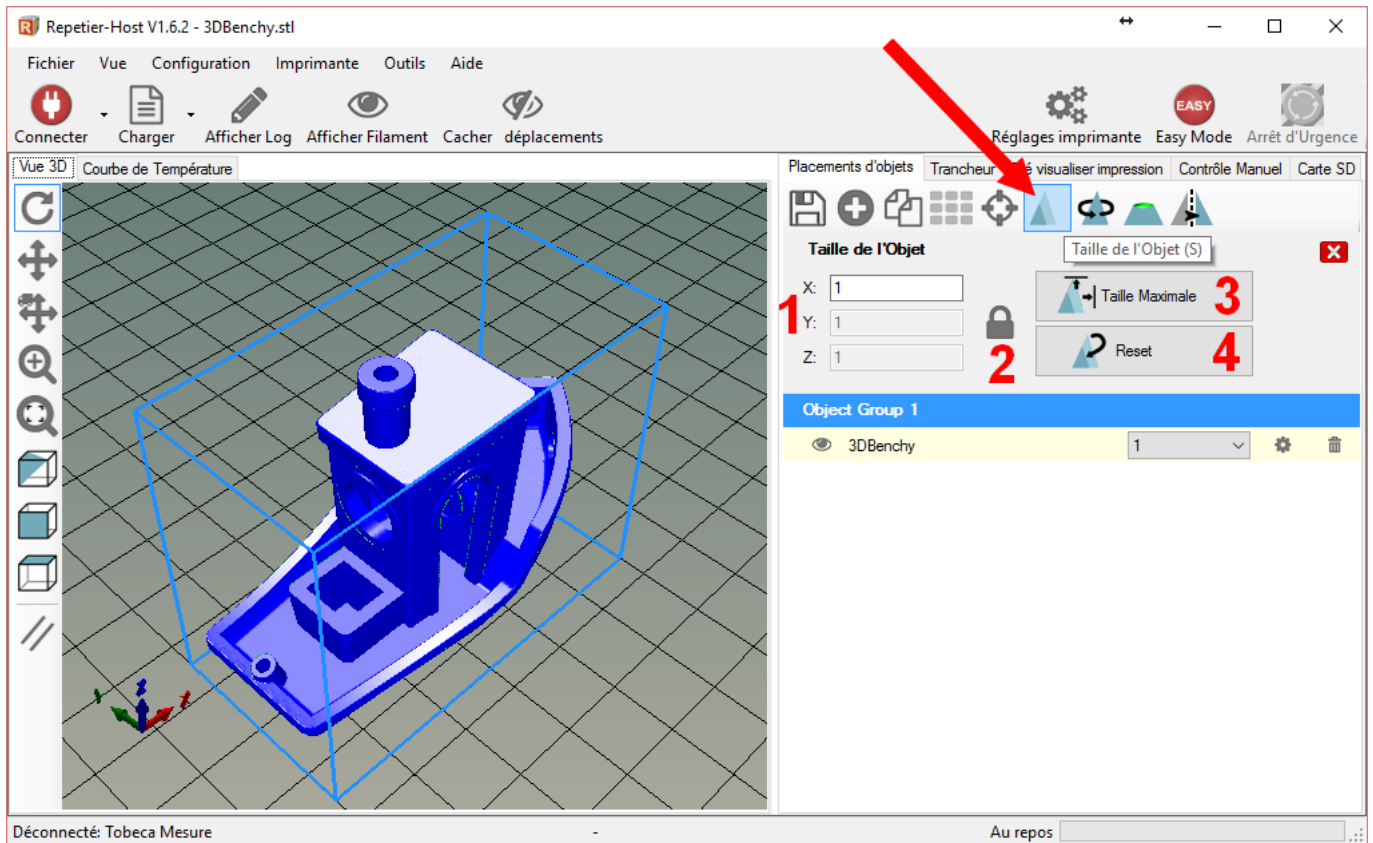 Repetier-Host V1.6.2 - 3DBenchy.stl
Fichier Vue Configuration Imprimante Outils Aide
EASY
Connecter Charger Afficher Log Afficher Filament Cacher déplacements Réglages imprimante Easy Mode Arrêt d'Urgence
Vue 3D Courbe de Température
Placements d'objets Trancheur visualiser impression Contrôle Manuel Carte SD
Taille de l'Objet
Taille de l'Objet (S)
X: 1
Y: 1
Z: 1
1
2
Taille Maximale 3
Reset 4
Object Group 1
3DBenchy 1
Déconnecté: Tobeca Mesure - Au repos